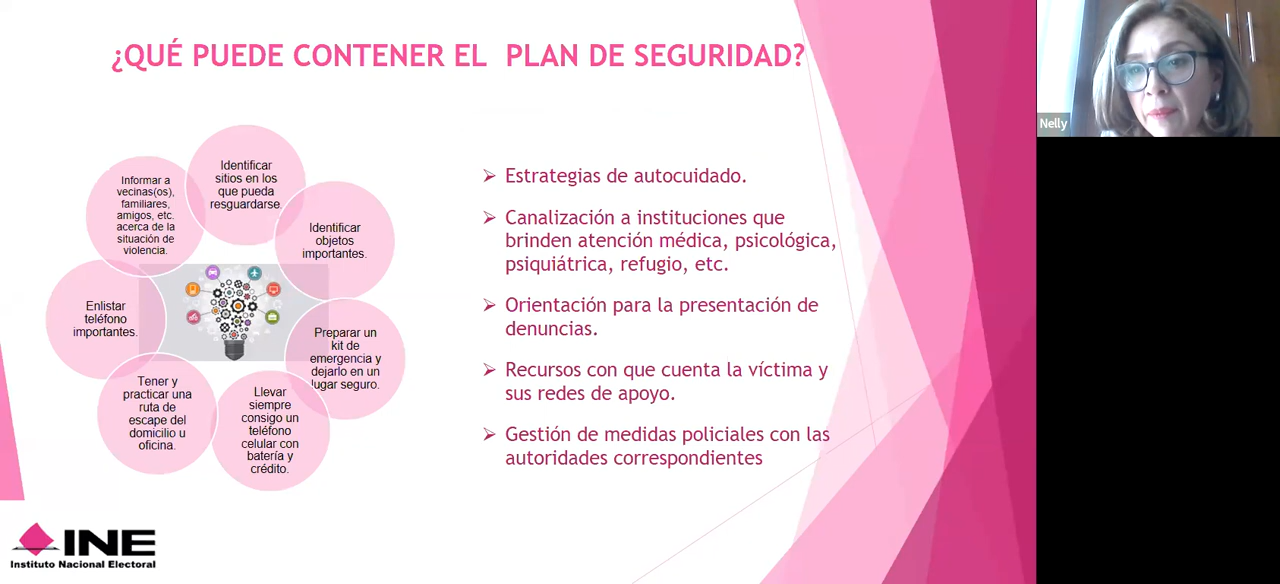 ¿QUÉ PUEDE CONTENER EL PLAN DE SEGURIDAD?
Identificar
sitios en los
que pueda
resguardarse.
Identificar
objetos
importantes.
Preparar un
kit de
emergencia y
dejarlo en un
lugar seguro.
Llevar
siempre
consigo un
teléfono
celular con
batería y
crédito.
Tener y
practicar una
ruta de
escape del
domicilio u
oficina.
Enlistar
teléfono
importantes.
Informar a
vecinas(os),
familiares,
amigos, etc.
acerca de la
situación de
violencia.
Estrategias de autocuidado.
Canalización a instituciones que
brinden atención médica, psicológica,
psiquiátrica, refugio, etc.
Orientación para la presentación de
denuncias.
Recursos con que cuenta la víctima y
sus redes de apoyo.
Gestión de medidas policiales con las
autoridades correspondientes
INE
Instituto Nacional Electoral
Nelly